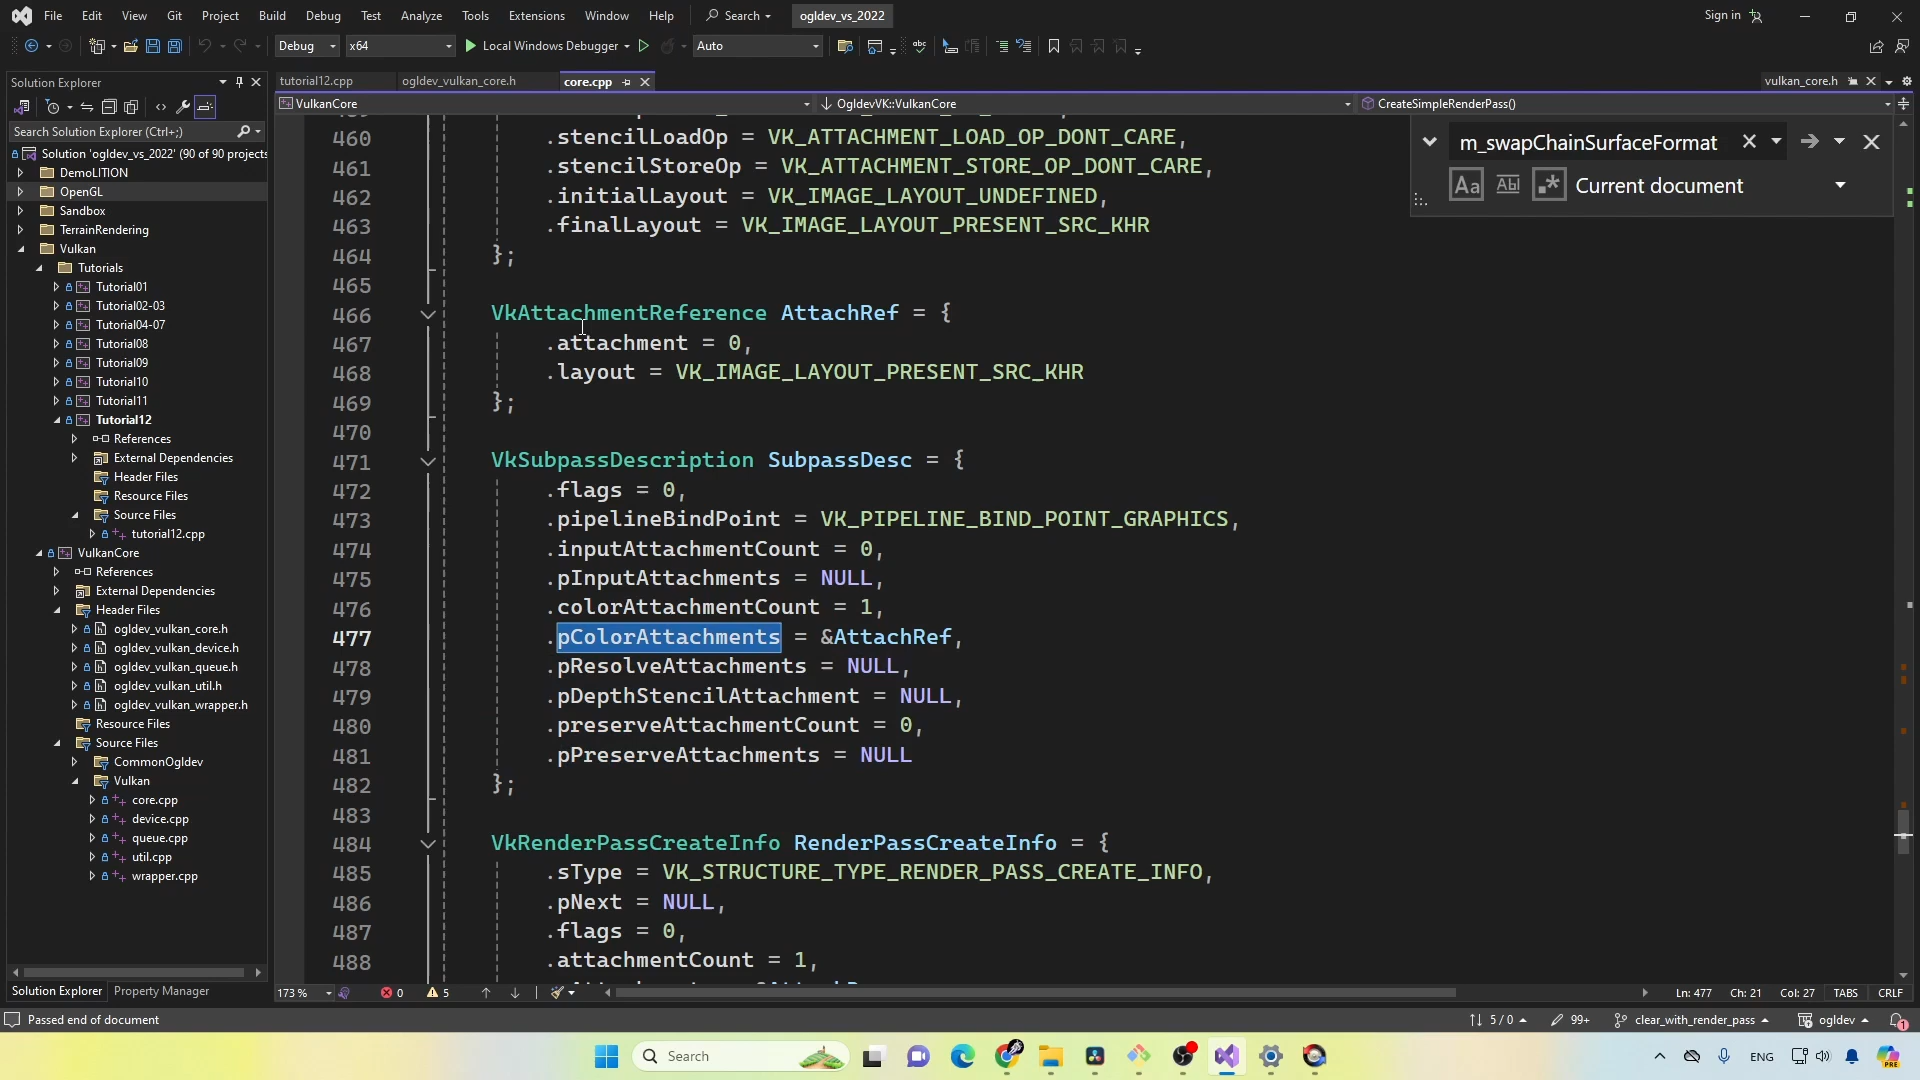 File Edit View Git Project Build Debug Test Analyze Tools Extensions Window Help Search ogldev_vs_2022 Sign in
Debug x64 Local Windows Debugger Auto
Solution Explorer
tutorial12.cpp ogldev_vulkan_core.h core.cpp vulkan_core.h
VulkanCore OgldevVK::VulkanCore CreateSimpleRenderPass()
Search Solution Explorer (Ctrl+;)
Solution 'ogldev_vs_2022' (90 of 90 projects
DemoLITION
OpenGL
Sandbox
TerrainRendering
Vulkan
Tutorials
Tutorial01
Tutorial02-03
Tutorial04-07
Tutorial08
Tutorial09
Tutorial10
Tutorial11
Tutorial12
References
External Dependencies
Header Files
Resource Files
Source Files
tutorial12.cpp
VulkanCore
References
External Dependencies
Header Files
ogldev_vulkan_core.h
ogldev_vulkan_device.h
ogldev_vulkan_queue.h
ogldev_vulkan_util.h
ogldev_vulkan_wrapper.h
Resource Files
Source Files
CommonOgldev
Vulkan
core.cpp
device.cpp
queue.cpp
util.cpp
wrapper.cpp
Solution Explorer Property Manager
m_swapChainSurfaceFormat
Aa Abl .* Current document
460 .stencilLoadOp = VK_ATTACHMENT_LOAD_OP_DONT_CARE,
461 .stencilStoreOp = VK_ATTACHMENT_STORE_OP_DONT_CARE,
462 .initialLayout = VK_IMAGE_LAYOUT_UNDEFINED,
463 .finalLayout = VK_IMAGE_LAYOUT_PRESENT_SRC_KHR
464 };
465
466 VkAttachmentReference AttachRef = {
467 .attachment = 0,
468 .layout = VK_IMAGE_LAYOUT_PRESENT_SRC_KHR
469 };
470
471 VkSubpassDescription SubpassDesc = {
472 .flags = 0,
473 .pipelineBindPoint = VK_PIPELINE_BIND_POINT_GRAPHICS,
474 .inputAttachmentCount = 0,
475 .pInputAttachments = NULL,
476 .colorAttachmentCount = 1,
477 .pColorAttachments = &AttachRef,
478 .pResolveAttachments = NULL,
479 .pDepthStencilAttachment = NULL,
480 .preserveAttachmentCount = 0,
481 .pPreserveAttachments = NULL
482 };
483
484 VkRenderPassCreateInfo RenderPassCreateInfo = {
485 .sType = VK_STRUCTURE_TYPE_RENDER_PASS_CREATE_INFO,
486 .pNext = NULL,
487 .flags = 0,
488 .attachmentCount = 1,
173 % 0 5 Ln: 477 Ch: 21 Col: 27 TABS CRLF
Passed end of document 5 / 0 99+ clear_with_render_pass ogldev 1
Search ENG PRE